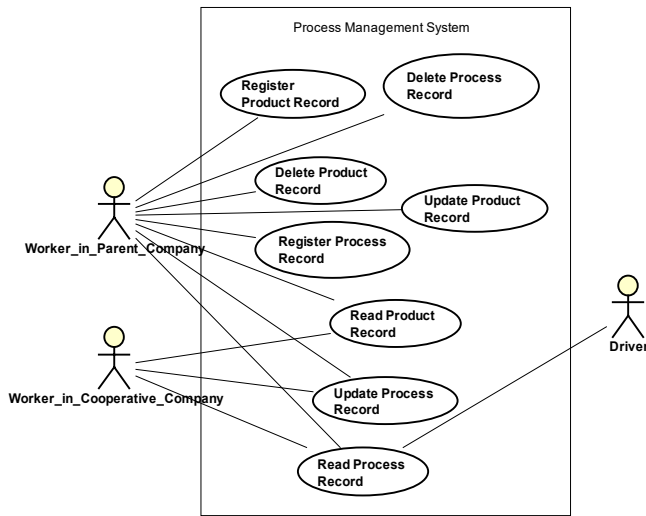 Process Management System
Register
Product Record
Delete Process
Record
Delete Product
Record
Update Product
Record
Worker_in_Parent_Company
Register Process
Record
Read Product
Record
Driver
Worker_in_Cooperative_Company
Update Process
Record
Read Process
Record